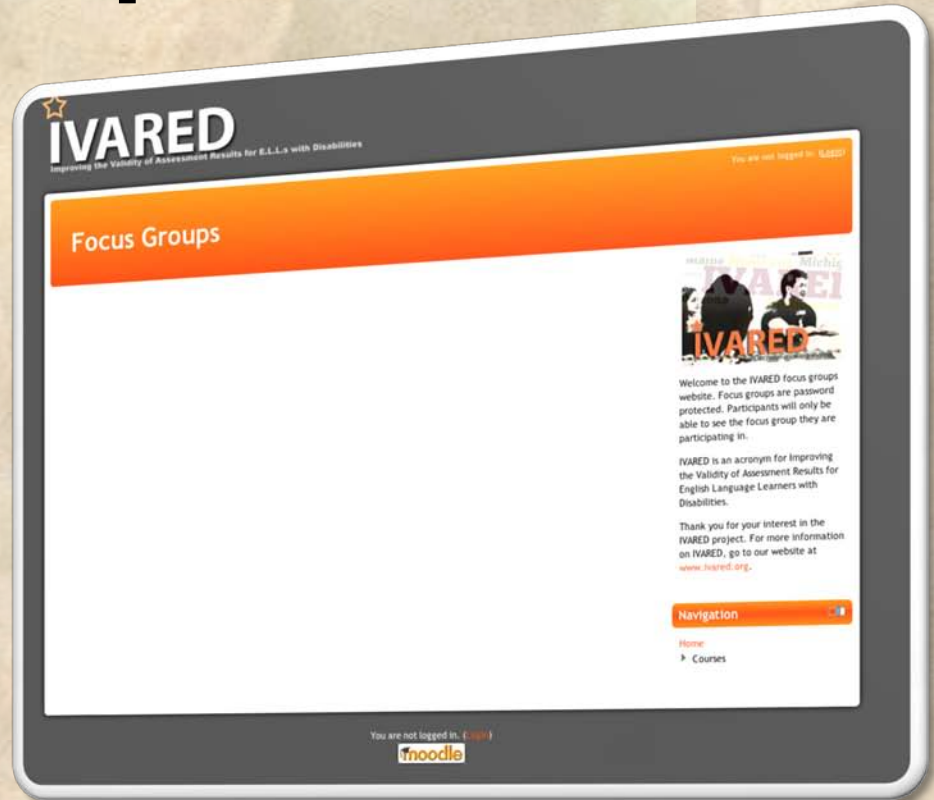 IVARED
Improving the Validity of Assessment Results for E.L.L.s with Disabilities
You are not logged in. (Login)
Focus Groups
IVARED
Welcome to the IVARED focus groups
website. Focus groups are password
protected. Participants will only be
able to see the focus group they are
participating in.
IVARED is an acronym for Improving
the Validity of Assessment Results for
English Language Learners with
Disabilities.
Thank you for your interest in the
IVARED project. For more information
on IVARED, go to our website at
www.ivared.org.
Navigation
Home
Courses
You are not logged in. (Login)
moodle